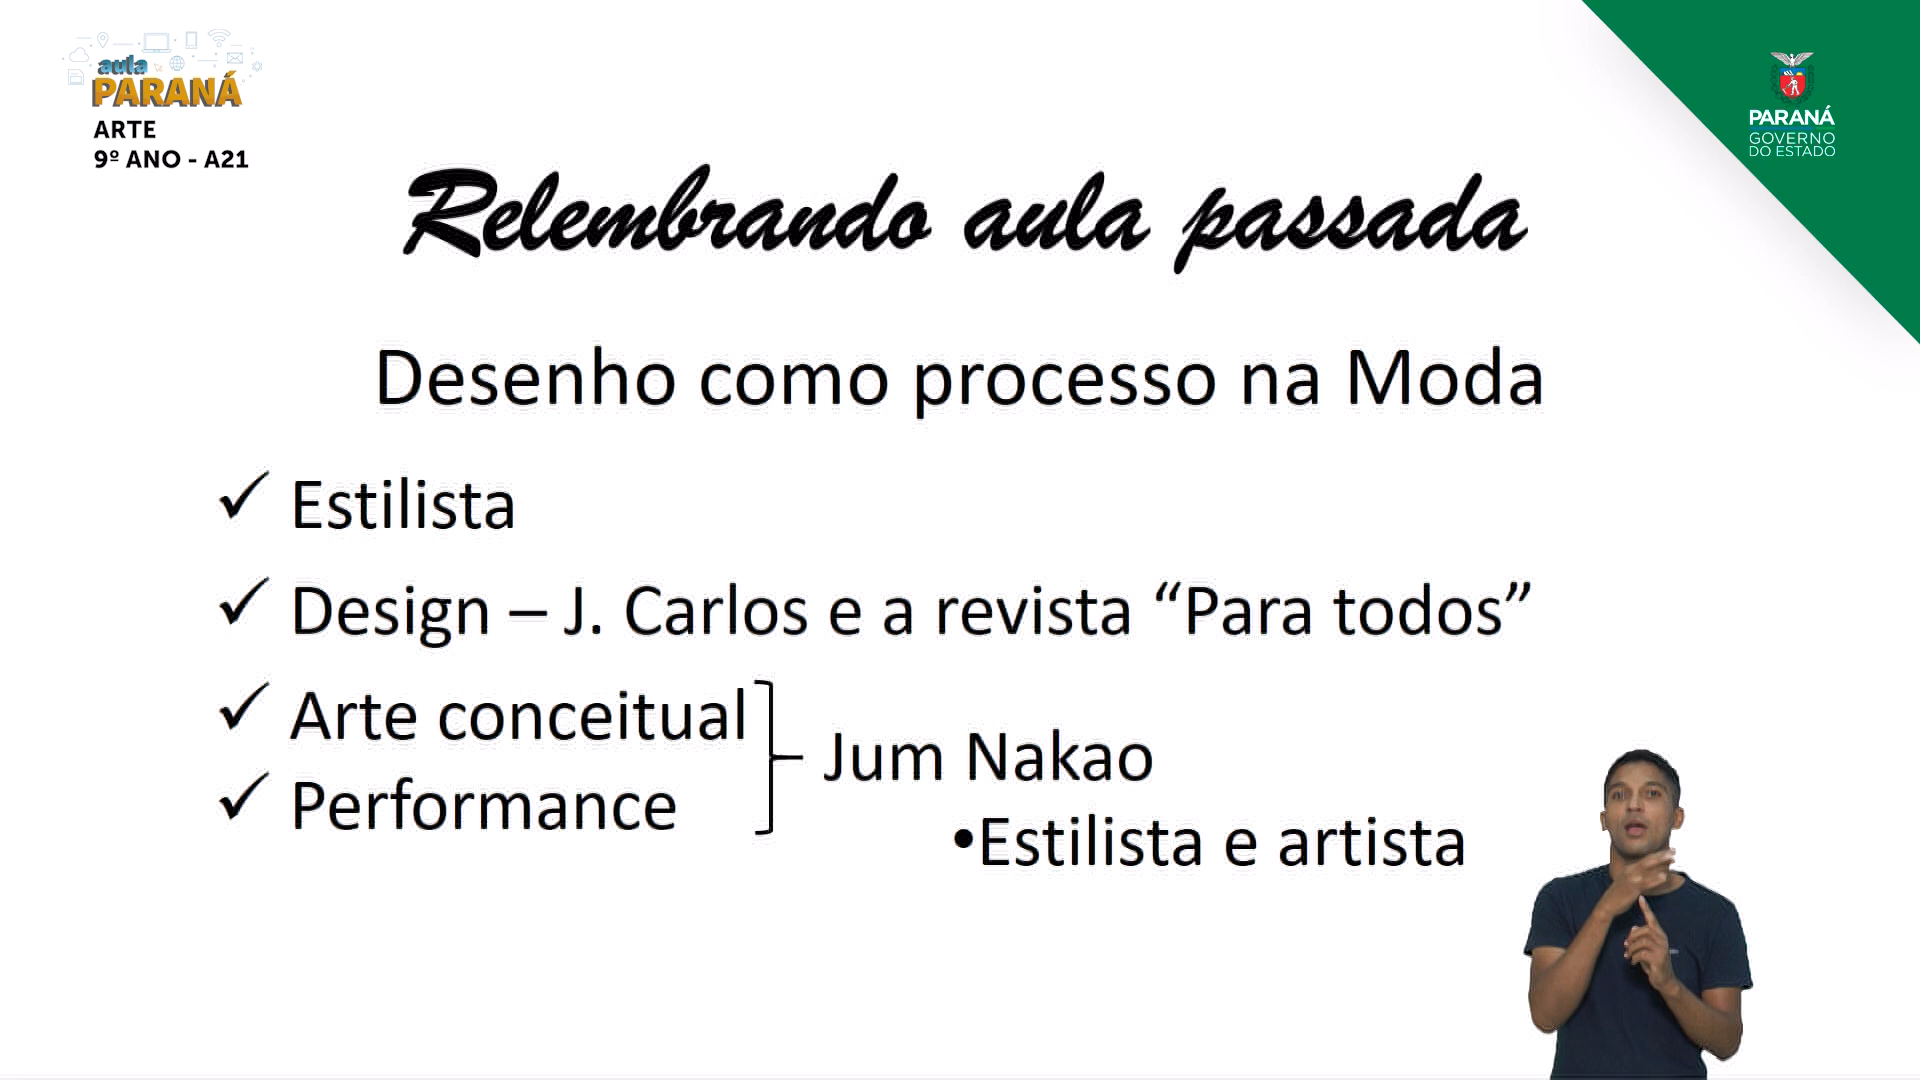 aula
PARANÁ
ARTE
9º ANO - A21
PARANÁ
GOVERNO
DO ESTADO
Relembrando aula passada
Desenho como processo na Moda
✓ Estilista
✓ Design – J. Carlos e a revista “Para todos”
✓ Arte conceitual
✓ Performance
Jum Nakao
•Estilista e artista